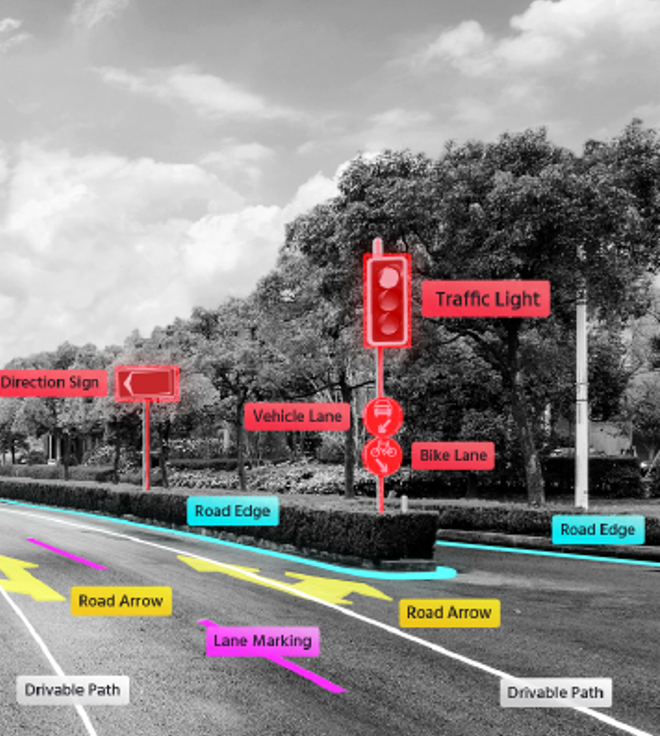 Traffic Light
Direction Sign
Vehicle Lane
Bike Lane
Road Edge
Road Edge
Road Arrow
Road Arrow
Lane Marking
Drivable Path
Drivable Path